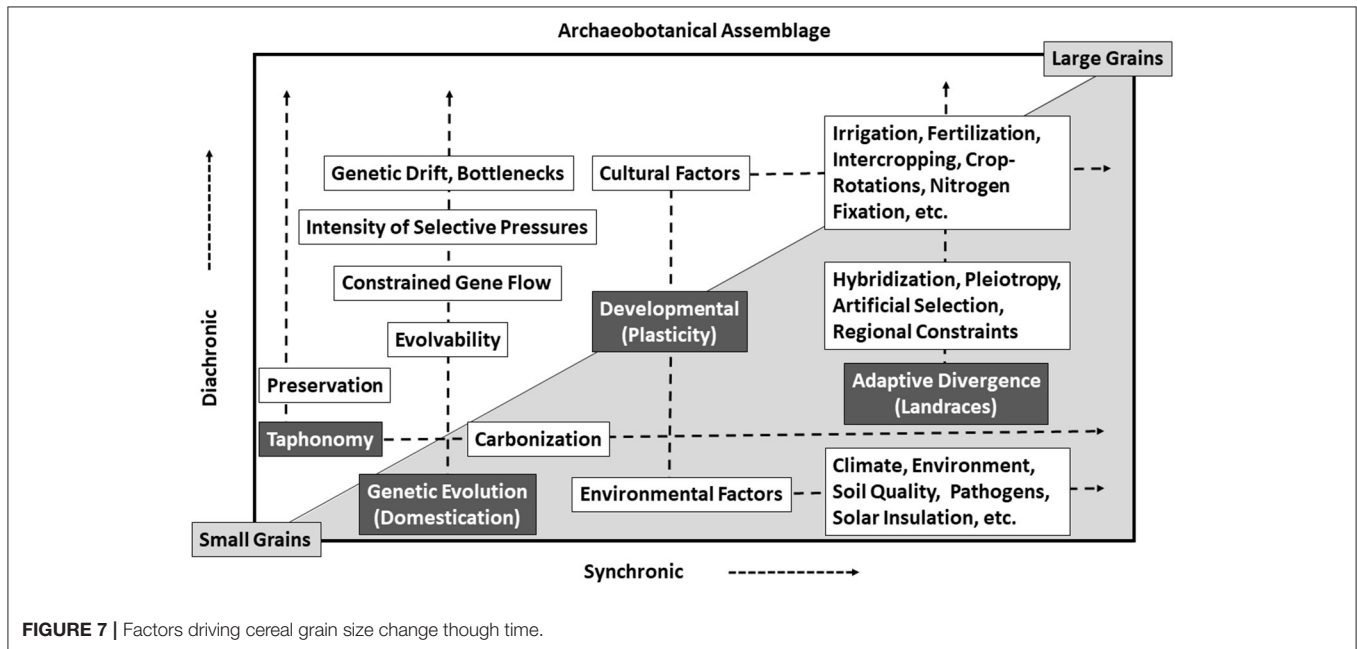 Archaeobotanical Assemblage
Large Grains
Diachronic
Genetic Drift, Bottlenecks
Intensity of Selective Pressures
Constrained Gene Flow
Evolvability
Preservation
Taphonomy
Carbonization
Genetic Evolution
(Domestication)
Small Grains
Cultural Factors
Developmental
(Plasticity)
Environmental Factors
Irrigation, Fertilization,
Intercropping, Crop-
Rotations, Nitrogen
Fixation, etc.
Hybridization, Pleiotropy,
Artificial Selection,
Regional Constraints
Adaptive Divergence
(Landraces)
Climate, Environment,
Soil Quality, Pathogens,
Solar Insulation, etc.
Synchronic
FIGURE 7 | Factors driving cereal grain size change though time.